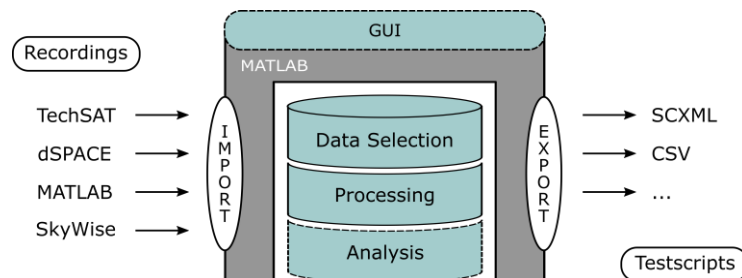 GUI
Recordings
MATLAB
TechSAT
dSPACE
MATLAB
SkyWise
IMPORT
Data Selection
Processing
Analysis
EXPORT
SCXML
CSV
...
Testscripts